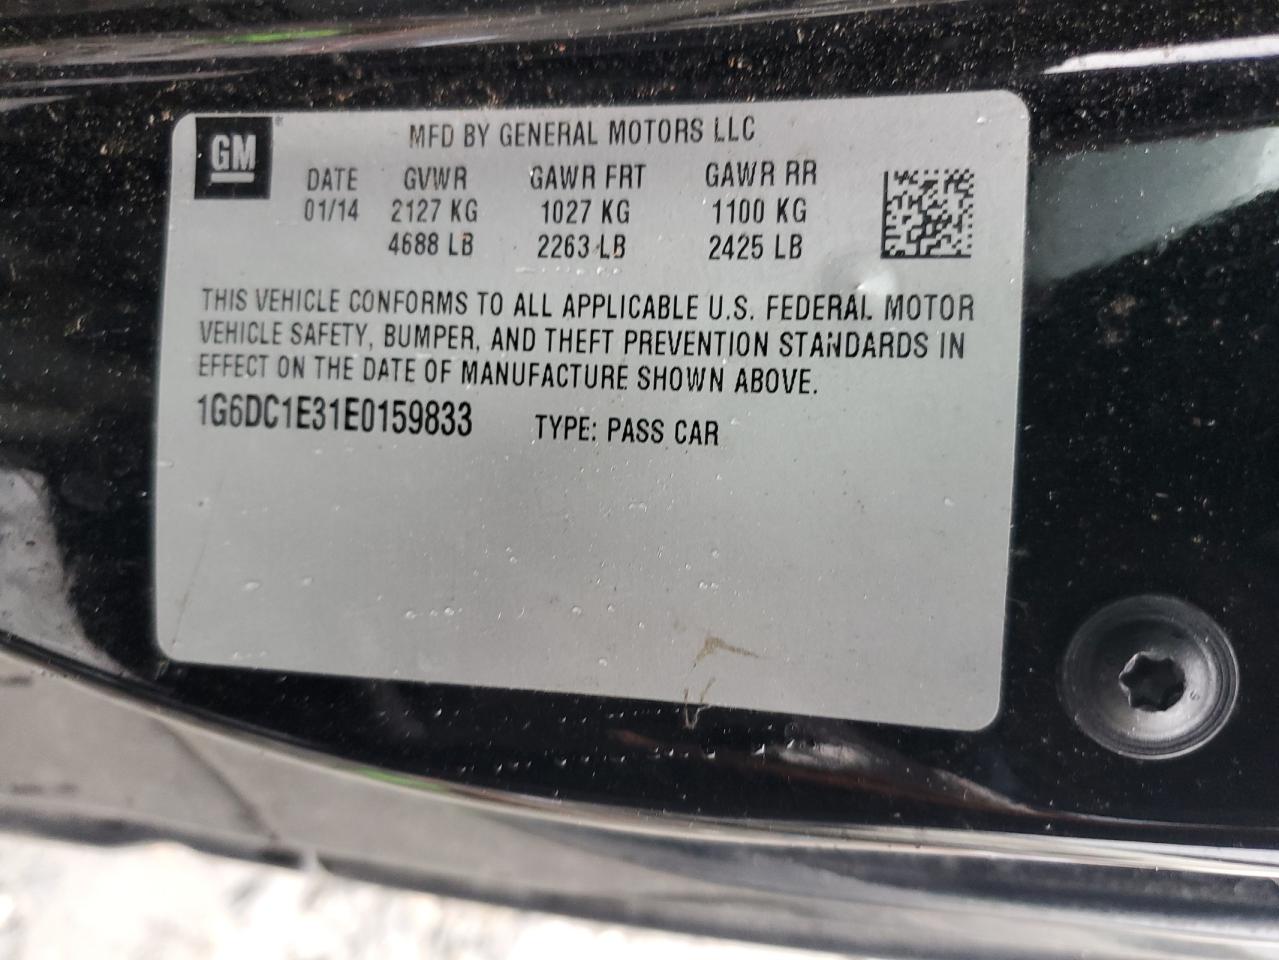 GM
MFD BY GENERAL MOTORS LLC
DATE GVWR GAWR FRT GAWR RR
01/14 2127 KG 1027 KG 1100 KG
4688 LB 2263 LB 2425 LB
THIS VEHICLE CONFORMS TO ALL APPLICABLE U.S. FEDERAL MOTOR
VEHICLE SAFETY, BUMPER, AND THEFT PREVENTION STANDARDS IN
EFFECT ON THE DATE OF MANUFACTURE SHOWN ABOVE.
1G6DC1E31E0159833 TYPE: PASS CAR